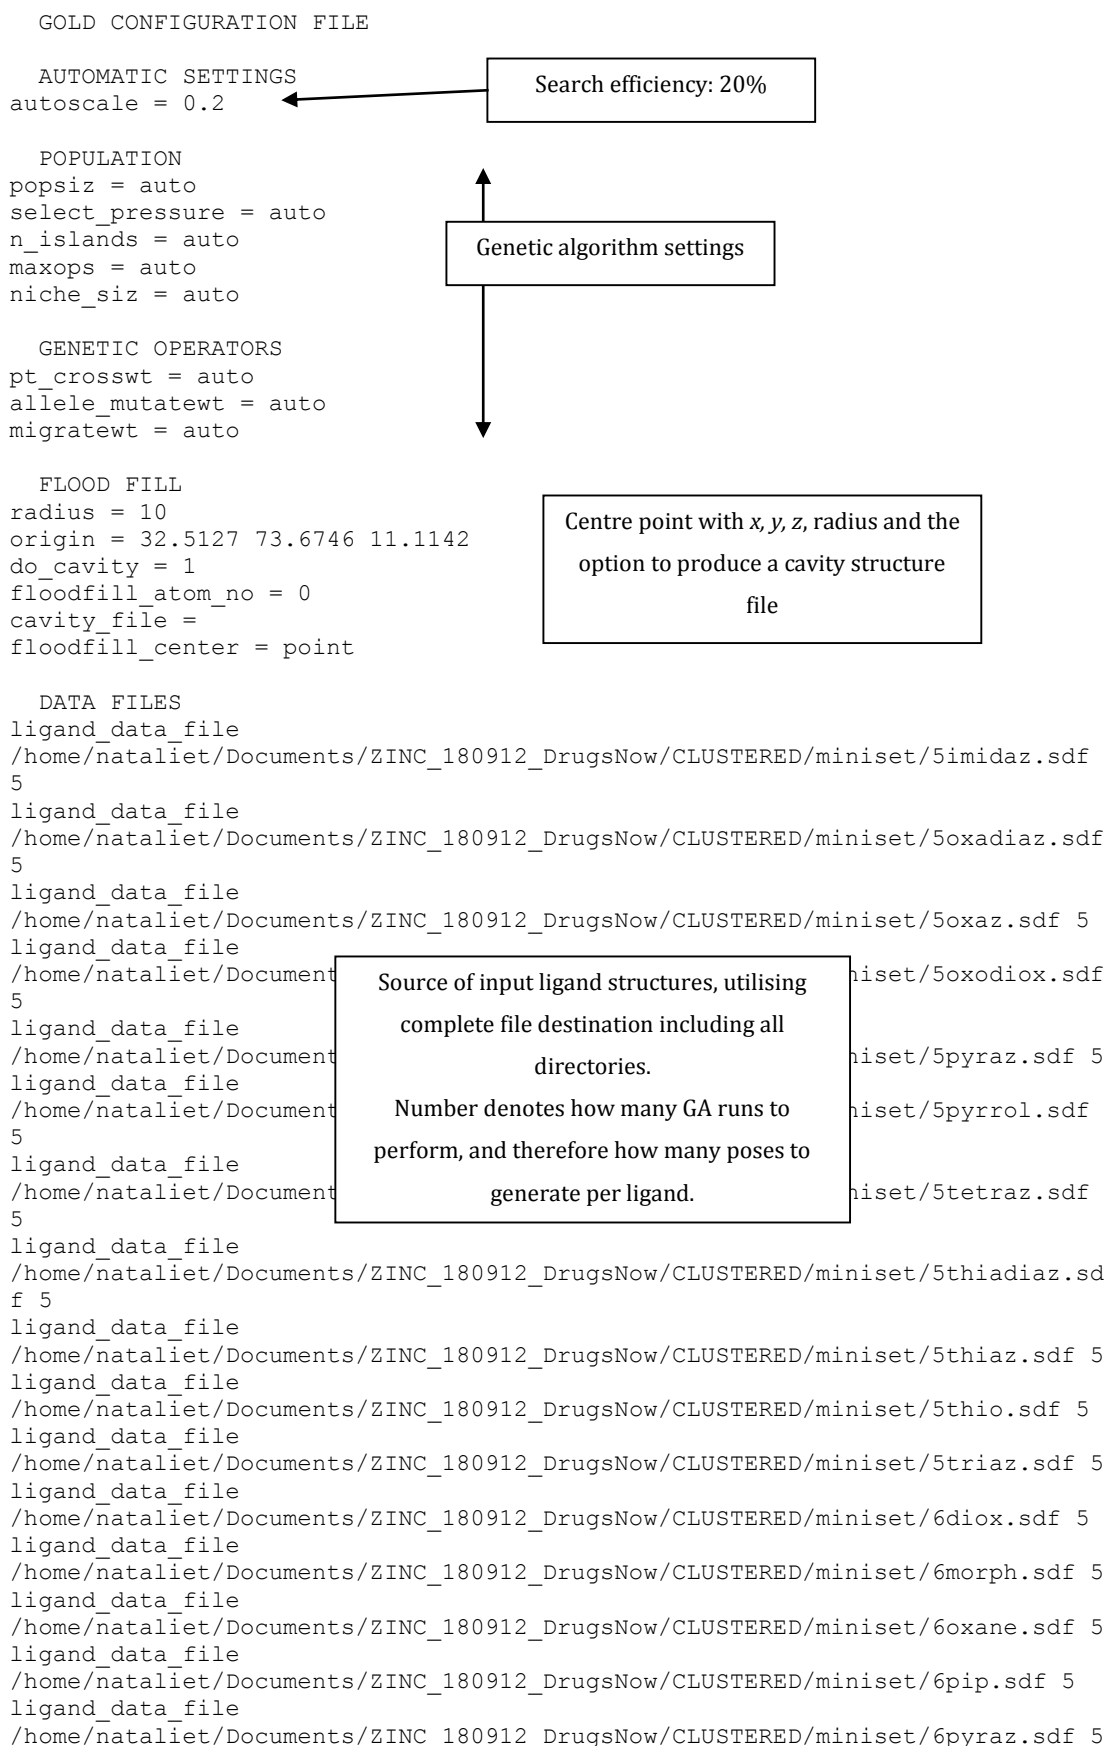 GOLD CONFIGURATION FILE
AUTOMATIC SETTINGS
autoscale = 0.2
Search efficiency: 20%
POPULATION
popsiz = auto
select_pressure = auto
n_islands = auto
maxops = auto
niche_siz = auto
Genetic algorithm settings
GENETIC OPERATORS
pt_crosswt = auto
allele_mutatewt = auto
migratewt = auto
FLOOD FILL
radius = 10
origin = 32.5127 73.6746 11.1142
do_cavity = 1
floodfill_atom_no = 0
cavity_file =
floodfill_center = point
Centre point with x, y, z, radius and the
option to produce a cavity structure
file
DATA FILES
ligand_data_file
/home/nataliet/Documents/ZINC_180912_DrugsNow/CLUSTERED/miniset/5imidaz.sdf
5
ligand_data_file
/home/nataliet/Documents/ZINC_180912_DrugsNow/CLUSTERED/miniset/5oxadiaz.sdf
5
ligand_data_file
/home/nataliet/Documents/ZINC_180912_DrugsNow/CLUSTERED/miniset/5oxaz.sdf 5
ligand_data_file
/home/nataliet/Document niset/5oxodiox.sdf
5
ligand_data_file
/home/nataliet/Document niset/5pyraz.sdf 5
ligand_data_file
/home/nataliet/Document niset/5pyrrol.sdf
5
ligand_data_file
/home/nataliet/Document niset/5tetraz.sdf
5
Source of input ligand structures, utilising
complete file destination including all
directories.
Number denotes how many GA runs to
perform, and therefore how many poses to
generate per ligand.
ligand_data_file
/home/nataliet/Documents/ZINC_180912_DrugsNow/CLUSTERED/miniset/5thiadiaz.sd
f 5
ligand_data_file
/home/nataliet/Documents/ZINC_180912_DrugsNow/CLUSTERED/miniset/5thiaz.sdf 5
ligand_data_file
/home/nataliet/Documents/ZINC_180912_DrugsNow/CLUSTERED/miniset/5thio.sdf 5
ligand_data_file
/home/nataliet/Documents/ZINC_180912_DrugsNow/CLUSTERED/miniset/5triaz.sdf 5
ligand_data_file
/home/nataliet/Documents/ZINC_180912_DrugsNow/CLUSTERED/miniset/6diox.sdf 5
ligand_data_file
/home/nataliet/Documents/ZINC_180912_DrugsNow/CLUSTERED/miniset/6morph.sdf 5
ligand_data_file
/home/nataliet/Documents/ZINC_180912_DrugsNow/CLUSTERED/miniset/6oxane.sdf 5
ligand_data_file
/home/nataliet/Documents/ZINC_180912_DrugsNow/CLUSTERED/miniset/6pip.sdf 5
ligand_data_file
/home/nataliet/Documents/ZINC_180912_DrugsNow/CLUSTERED/miniset/6pyraz.sdf 5